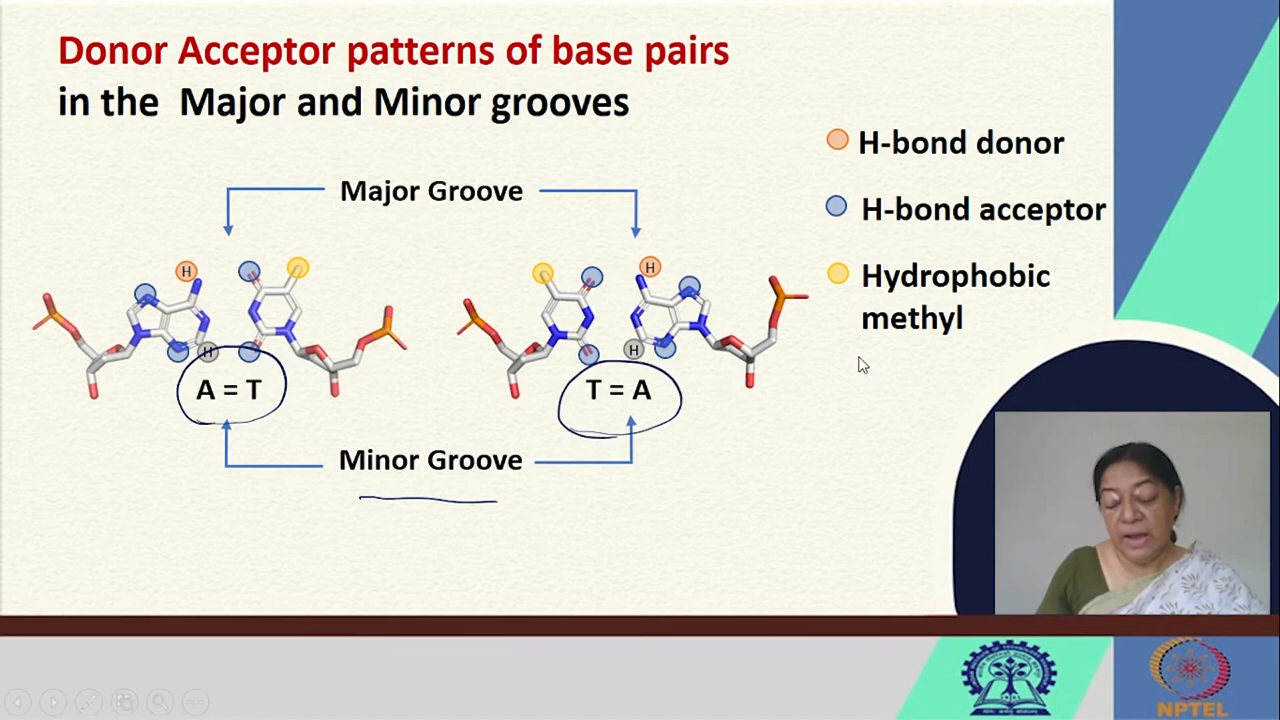 Donor Acceptor patterns of base pairs
in the Major and Minor grooves
H-bond donor
Major Groove
H-bond acceptor
H
H
Hydrophobic
methyl
H
H
A = T
T = A
Minor Groove
NPTEL